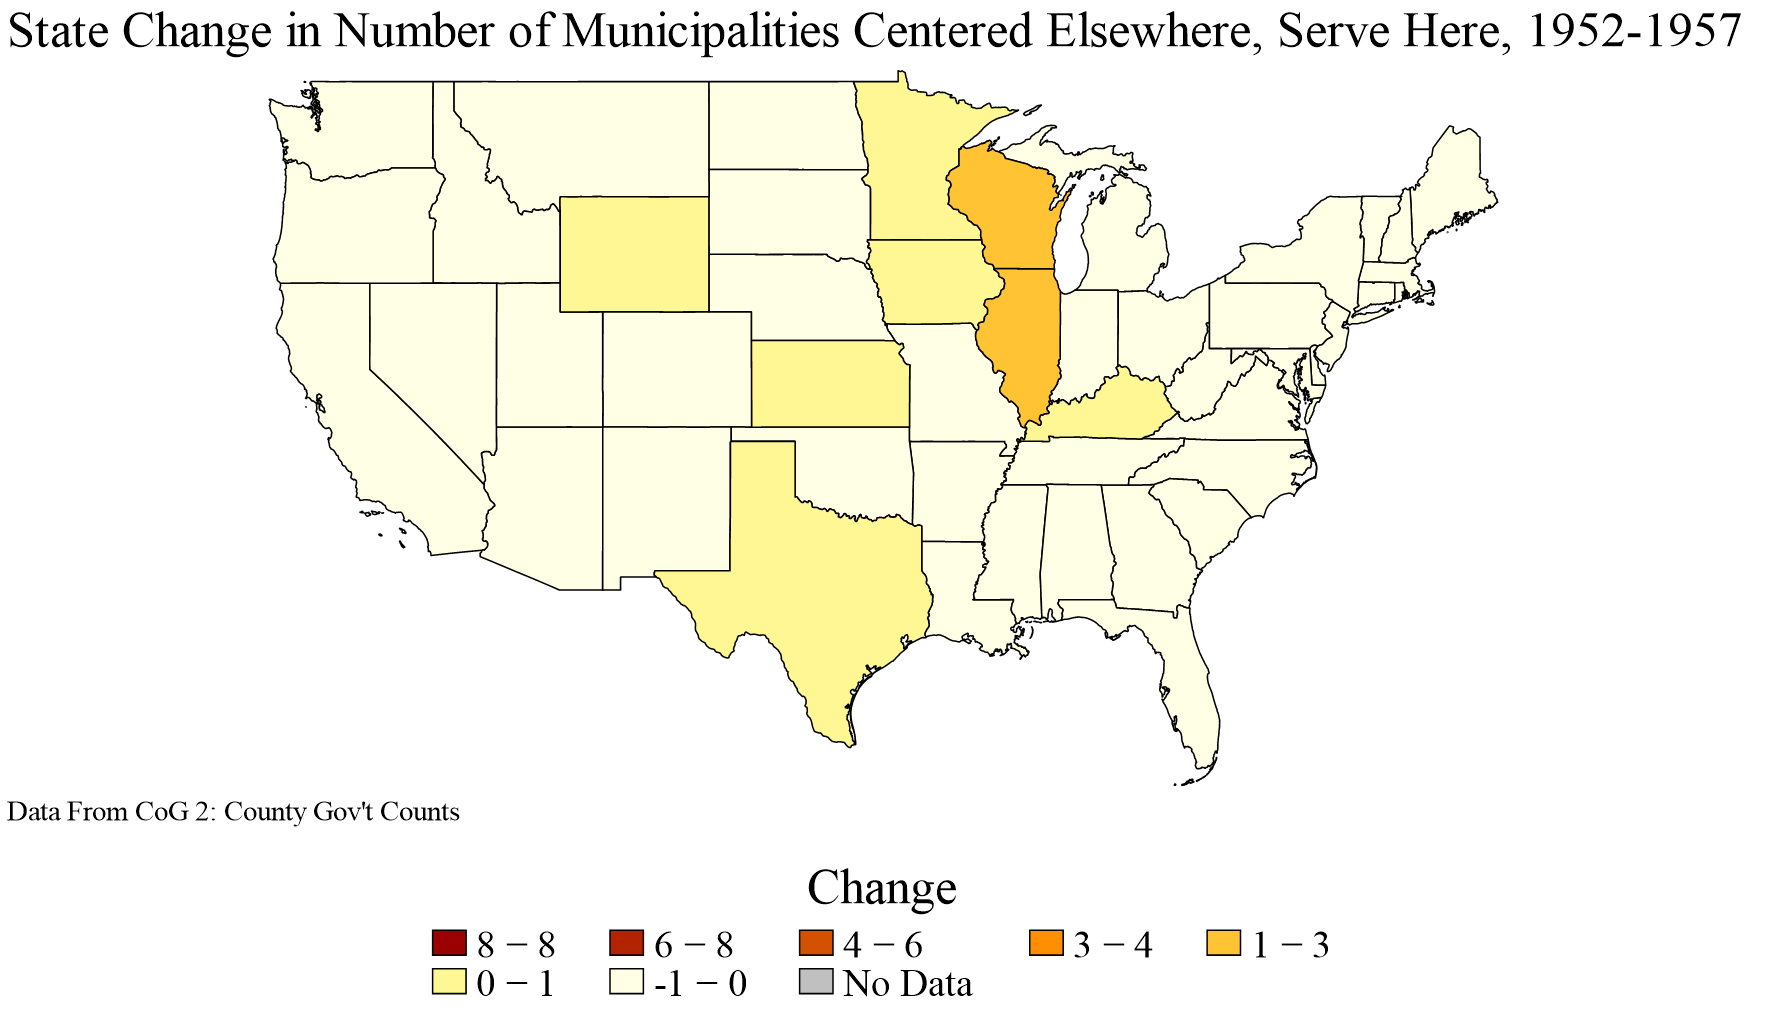 State Change in Number of Municipalities Centered Elsewhere, Serve Here, 1952-1957
Data From CoG 2: County Gov't Counts
Change
8 – 8 6 – 8 4 – 6 3 – 4 1 – 3
0 – 1 -1 – 0 No Data